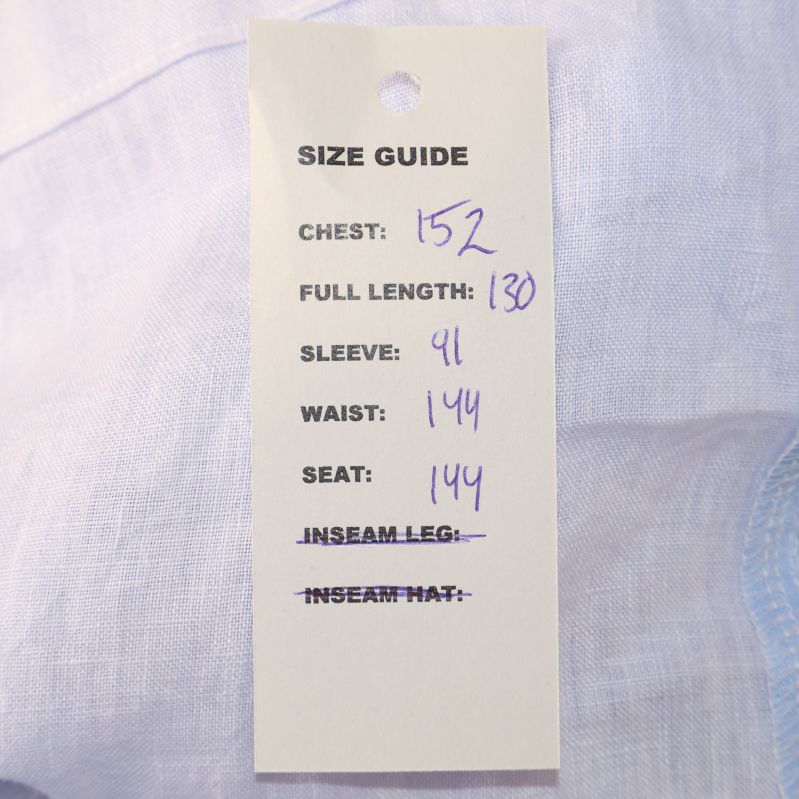 SIZE GUIDE
CHEST: 152
FULL LENGTH: 130
SLEEVE: 91
WAIST: 144
SEAT: 144
INSEAM LEG:
INSEAM HAT: